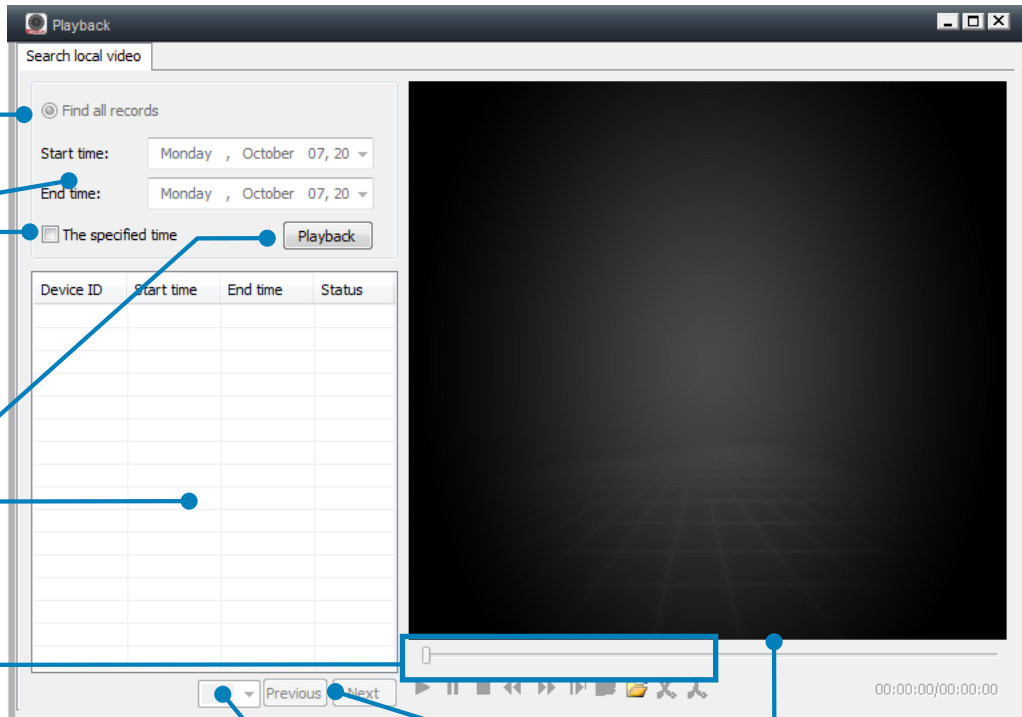 Playback
Search local video
Find all records
Start time: Monday , October 07, 20
End time: Monday , October 07, 20
The specified time Playback
Device ID Start time End time Status
Previous Next 00:00:00/00:00:00